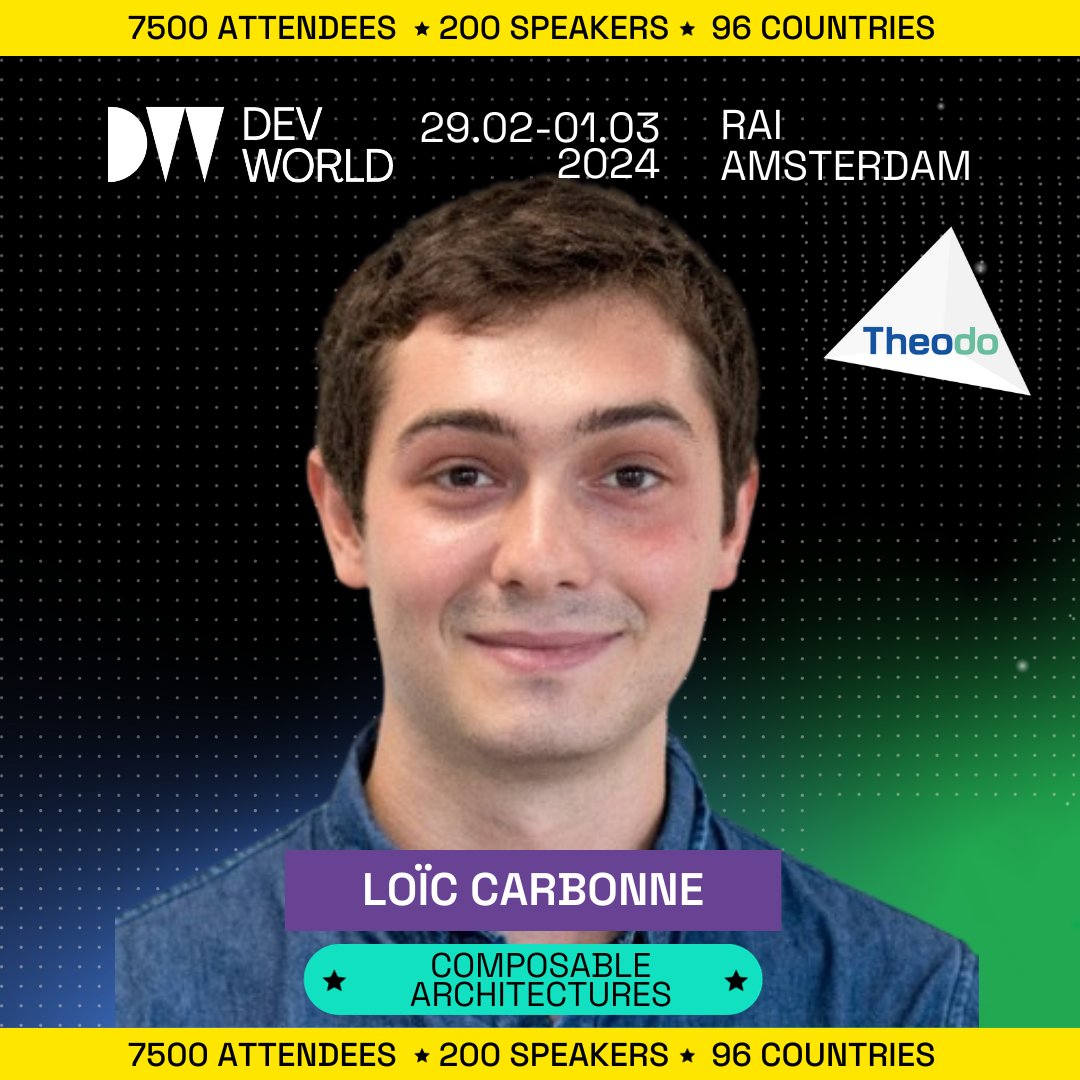 7500 ATTENDEES ★ 200 SPEAKERS ★ 96 COUNTRIES
DW DEV WORLD
29.02-01.03 2024
RAI AMSTERDAM
Theodo
LOÏC CARBONNE
COMPOSABLE
ARCHITECTURES
7500 ATTENDEES ★ 200 SPEAKERS ★ 96 COUNTRIES